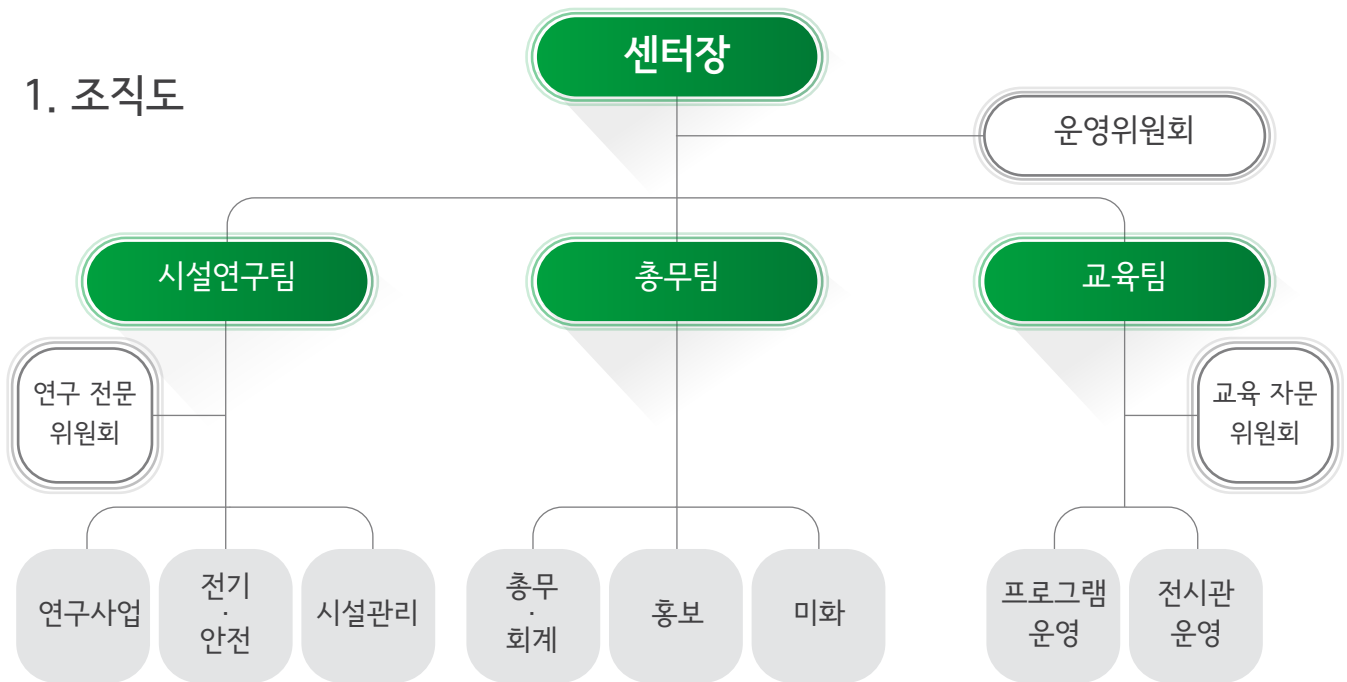 센터장
1. 조직도
운영위원회
시설연구팀
총무팀
교육팀
연구 전문
위원회
교육 자문
위원회
연구사업
전기
·
안전
시설관리
총무
·
회계
홍보
미화
프로그램
운영
전시관
운영